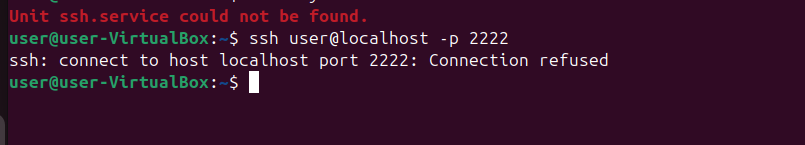 Unit ssh.service could not be found.
user@user-VirtualBox:~$ ssh user@localhost -p 2222
ssh: connect to host localhost port 2222: Connection refused
user@user-VirtualBox:~$